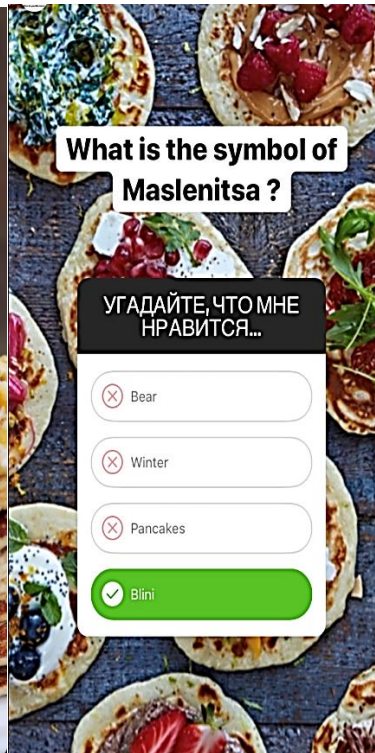 What is the symbol of
Maslenitsa ?
УГАДАЙТЕ, ЧТО МНЕ
НРАВИТСЯ...
Bear
Winter
Pancakes
Blini